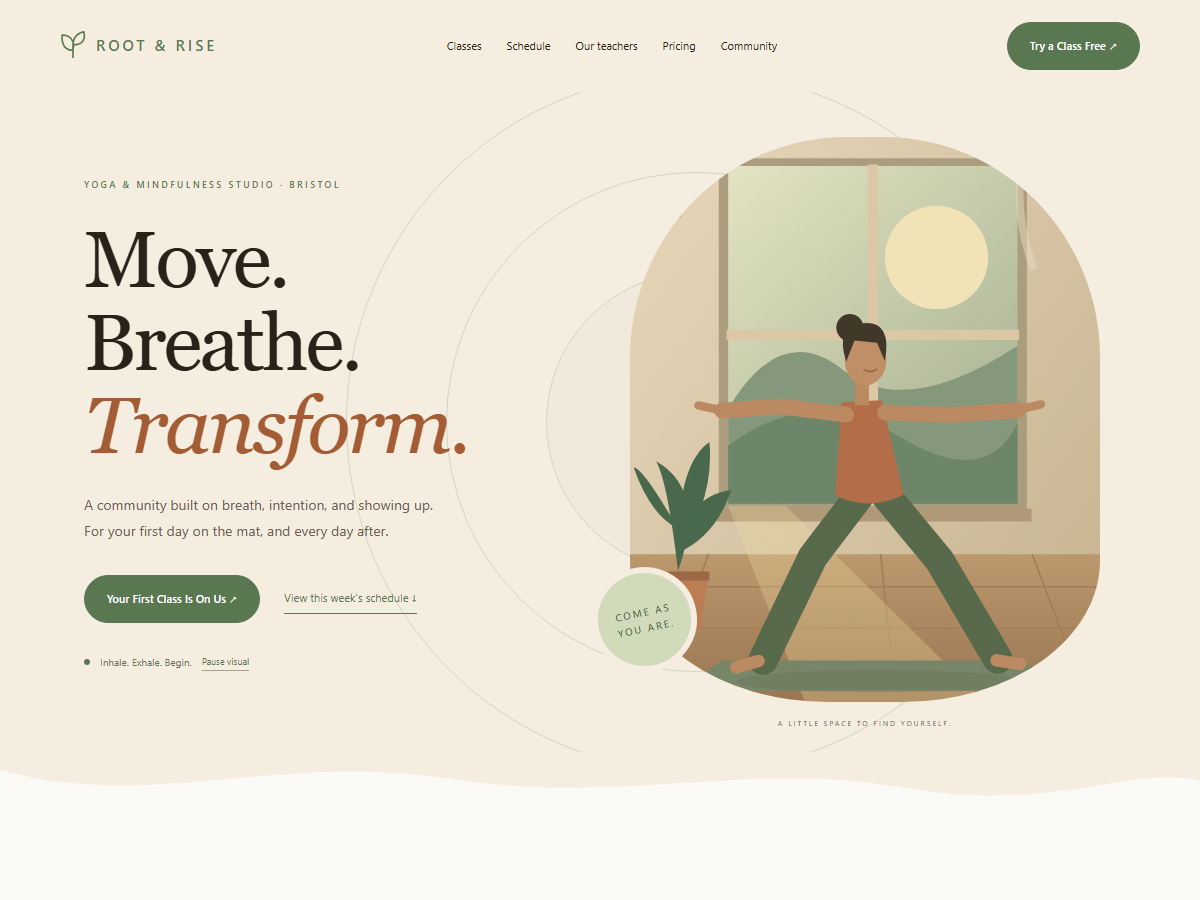 ROOT & RISE
Classes
Schedule
Our teachers
Pricing
Community
Try a Class Free ↗
YOGA & MINDFULNESS STUDIO · BRISTOL
Move.
Breathe.
Transform.
A community built on breath, intention, and showing up.
For your first day on the mat, and every day after.
Your First Class Is On Us ↗
View this week's schedule ↓
Inhale. Exhale. Begin.
Pause visual
COME AS
YOU ARE.
A LITTLE SPACE TO FIND YOURSELF.